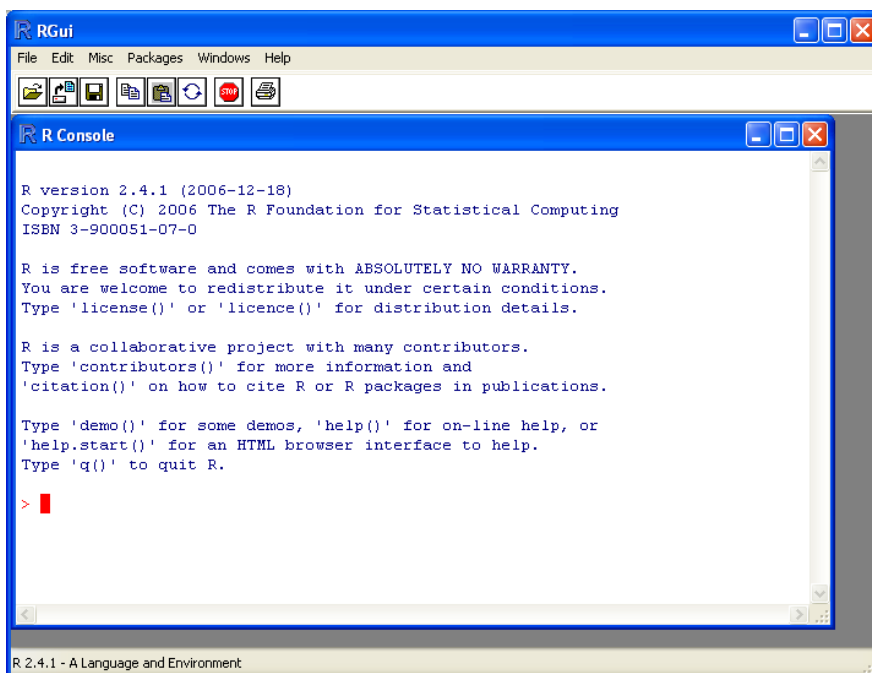 RGui
File Edit Misc Packages Windows Help
STOP
R Console
R version 2.4.1 (2006-12-18)
Copyright (C) 2006 The R Foundation for Statistical Computing
ISBN 3-900051-07-0
R is free software and comes with ABSOLUTELY NO WARRANTY.
You are welcome to redistribute it under certain conditions.
Type 'license()' or 'licence()' for distribution details.
R is a collaborative project with many contributors.
Type 'contributors()' for more information and
'citation()' on how to cite R or R packages in publications.
Type 'demo()' for some demos, 'help()' for on-line help, or
'help.start()' for an HTML browser interface to help.
Type 'q()' to quit R.
>
R 2.4.1 - A Language and Environment